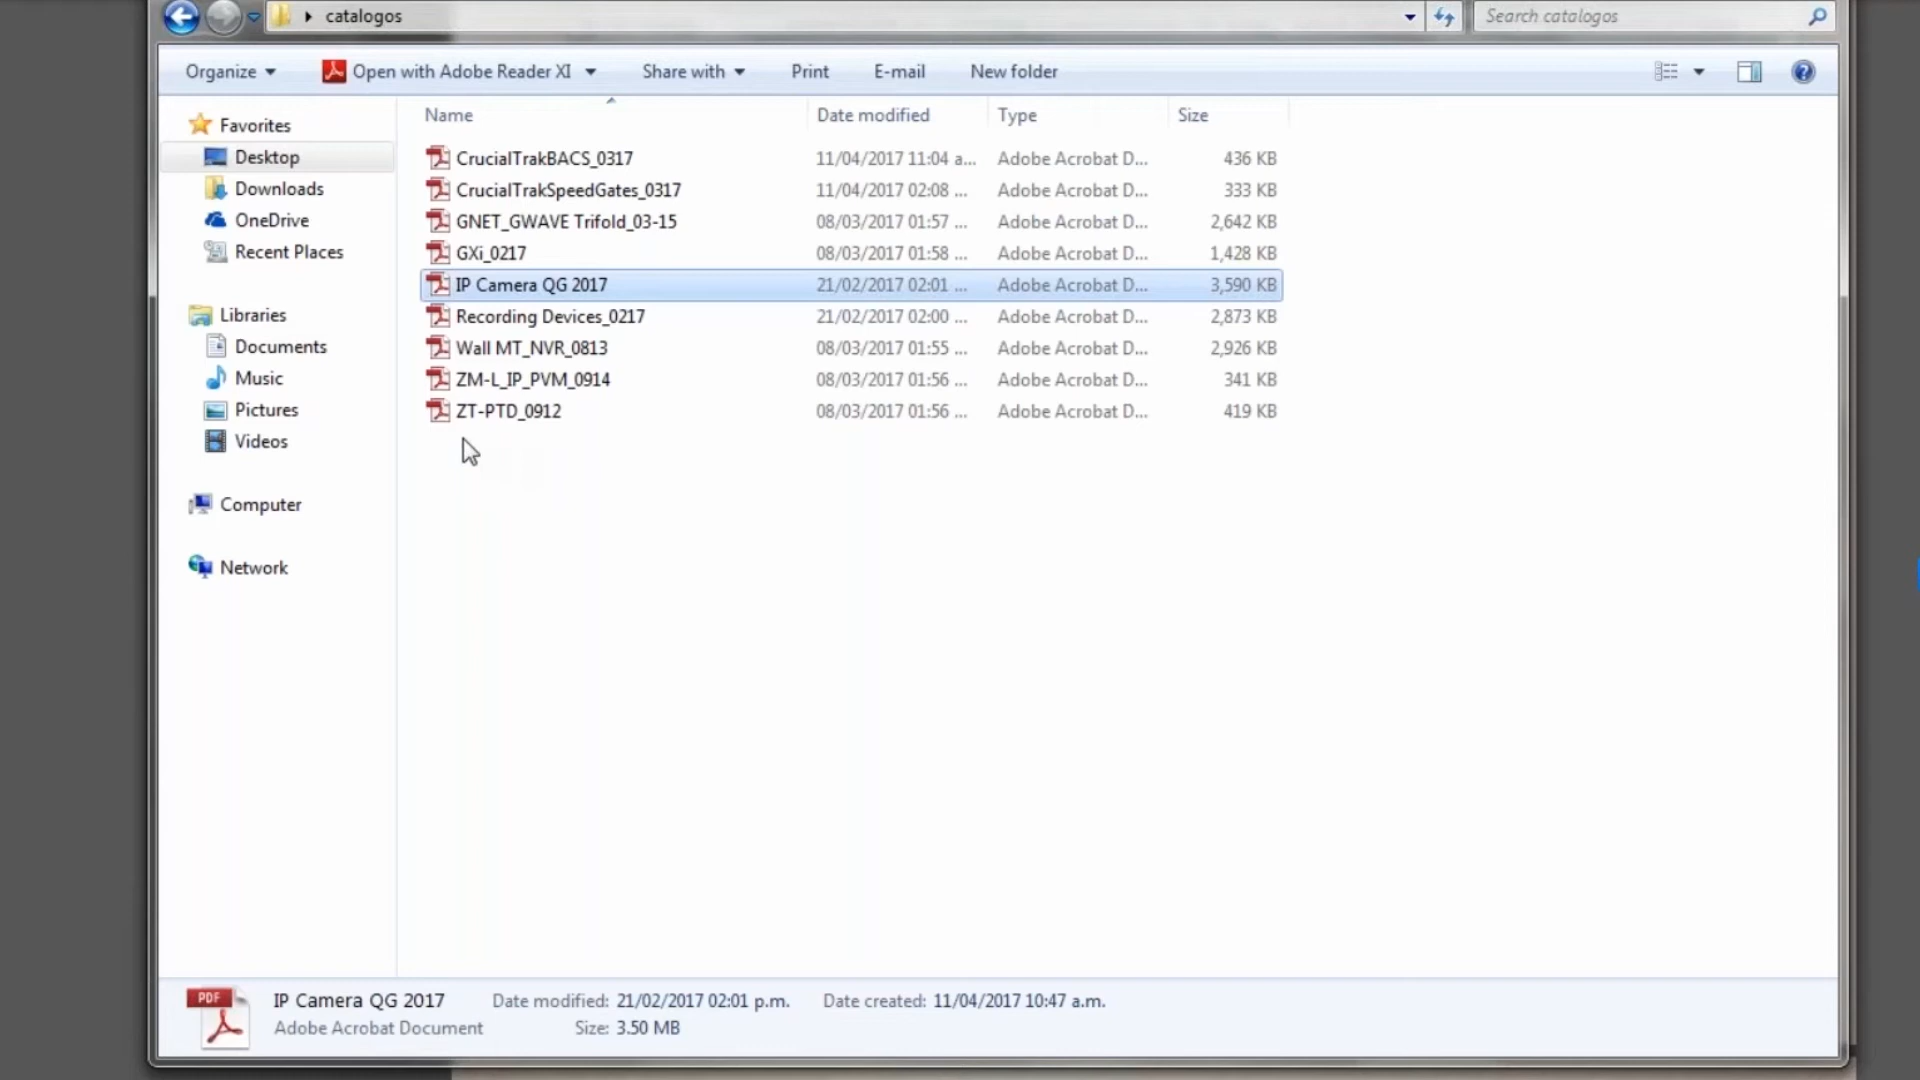 catalogos
Search catalogos
Organize
Open with Adobe Reader XI
Share with
Print
E-mail
New folder
Name Date modified Type Size
Favorites
Desktop
Downloads
OneDrive
Recent Places
Libraries
Documents
Music
Pictures
Videos
Computer
Network
CrucialTrakBACS_0317 11/04/2017 11:04 a... Adobe Acrobat D... 436 KB
CrucialTrakSpeedGates_0317 11/04/2017 02:08 ... Adobe Acrobat D... 333 KB
GNET_GWAVE Trifold_03-15 08/03/2017 01:57 ... Adobe Acrobat D... 2,642 KB
GXi_0217 08/03/2017 01:58 ... Adobe Acrobat D... 1,428 KB
IP Camera QG 2017 21/02/2017 02:01 ... Adobe Acrobat D... 3,590 KB
Recording Devices_0217 21/02/2017 02:00 ... Adobe Acrobat D... 2,873 KB
Wall MT_NVR_0813 08/03/2017 01:55 ... Adobe Acrobat D... 2,926 KB
ZM-L_IP_PVM_0914 08/03/2017 01:56 ... Adobe Acrobat D... 341 KB
ZT-PTD_0912 08/03/2017 01:56 ... Adobe Acrobat D... 419 KB
PDF
IP Camera QG 2017 Date modified: 21/02/2017 02:01 p.m. Date created: 11/04/2017 10:47 a.m.
Adobe Acrobat Document Size: 3.50 MB